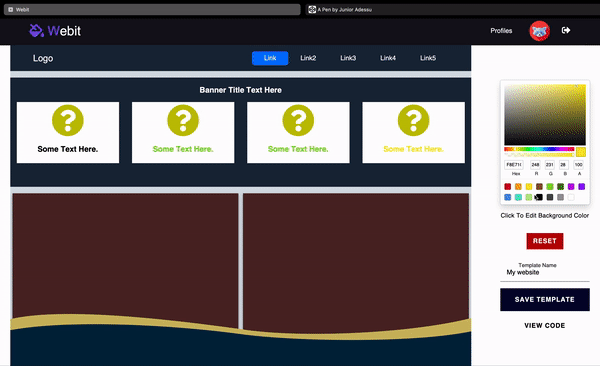 Webit
A Pen by Junior Adessu
Webit
Profiles
Logo
Link
Link2
Link3
Link4
Link5
Banner Title Text Here
?
?
?
?
Some Text Here.
Some Text Here.
Some Text Here.
Some Text Here.
F8E71C
248
231
28
100
Hex
R
G
B
A
Click To Edit Background Color
RESET
Template Name
My website
SAVE TEMPLATE
VIEW CODE